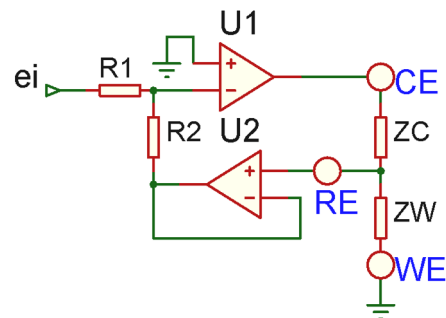 U1
ei
R1
+
−
CE
R2
U2
ZC
+
−
RE
ZW
WE